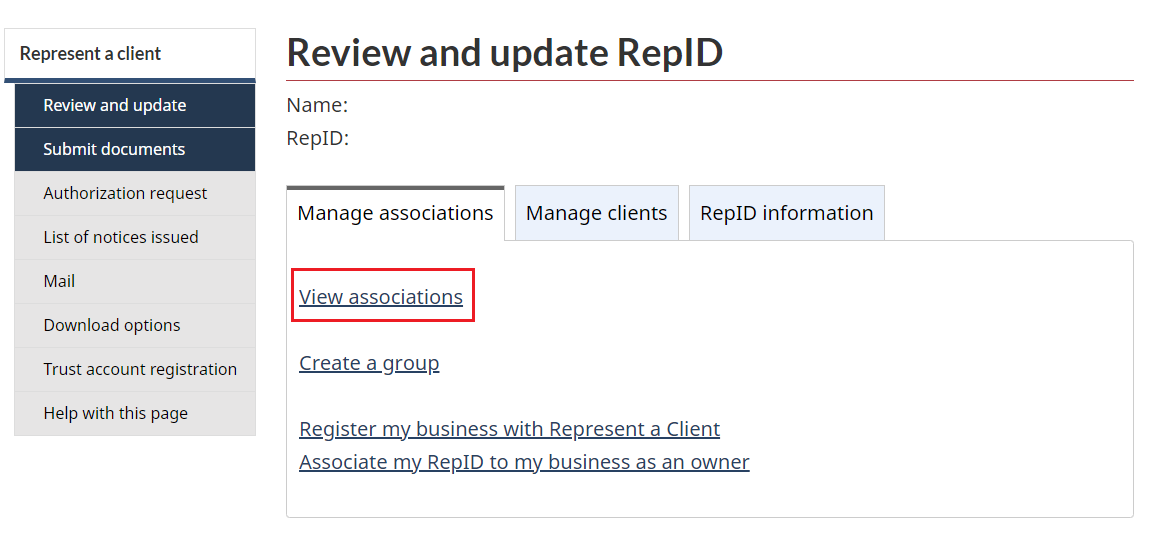 Represent a client
Review and update
Submit documents
Authorization request
List of notices issued
Mail
Download options
Trust account registration
Help with this page
Review and update RepID
Name:
RepID:
Manage associations
Manage clients
RepID information
View associations
Create a group
Register my business with Represent a Client
Associate my RepID to my business as an owner